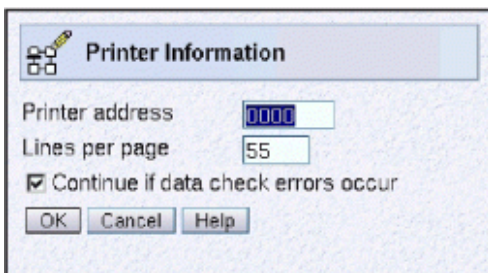 Printer Information
Printer address 0000
Lines per page 55
Continue if data check errors occur
OK Cancel Help